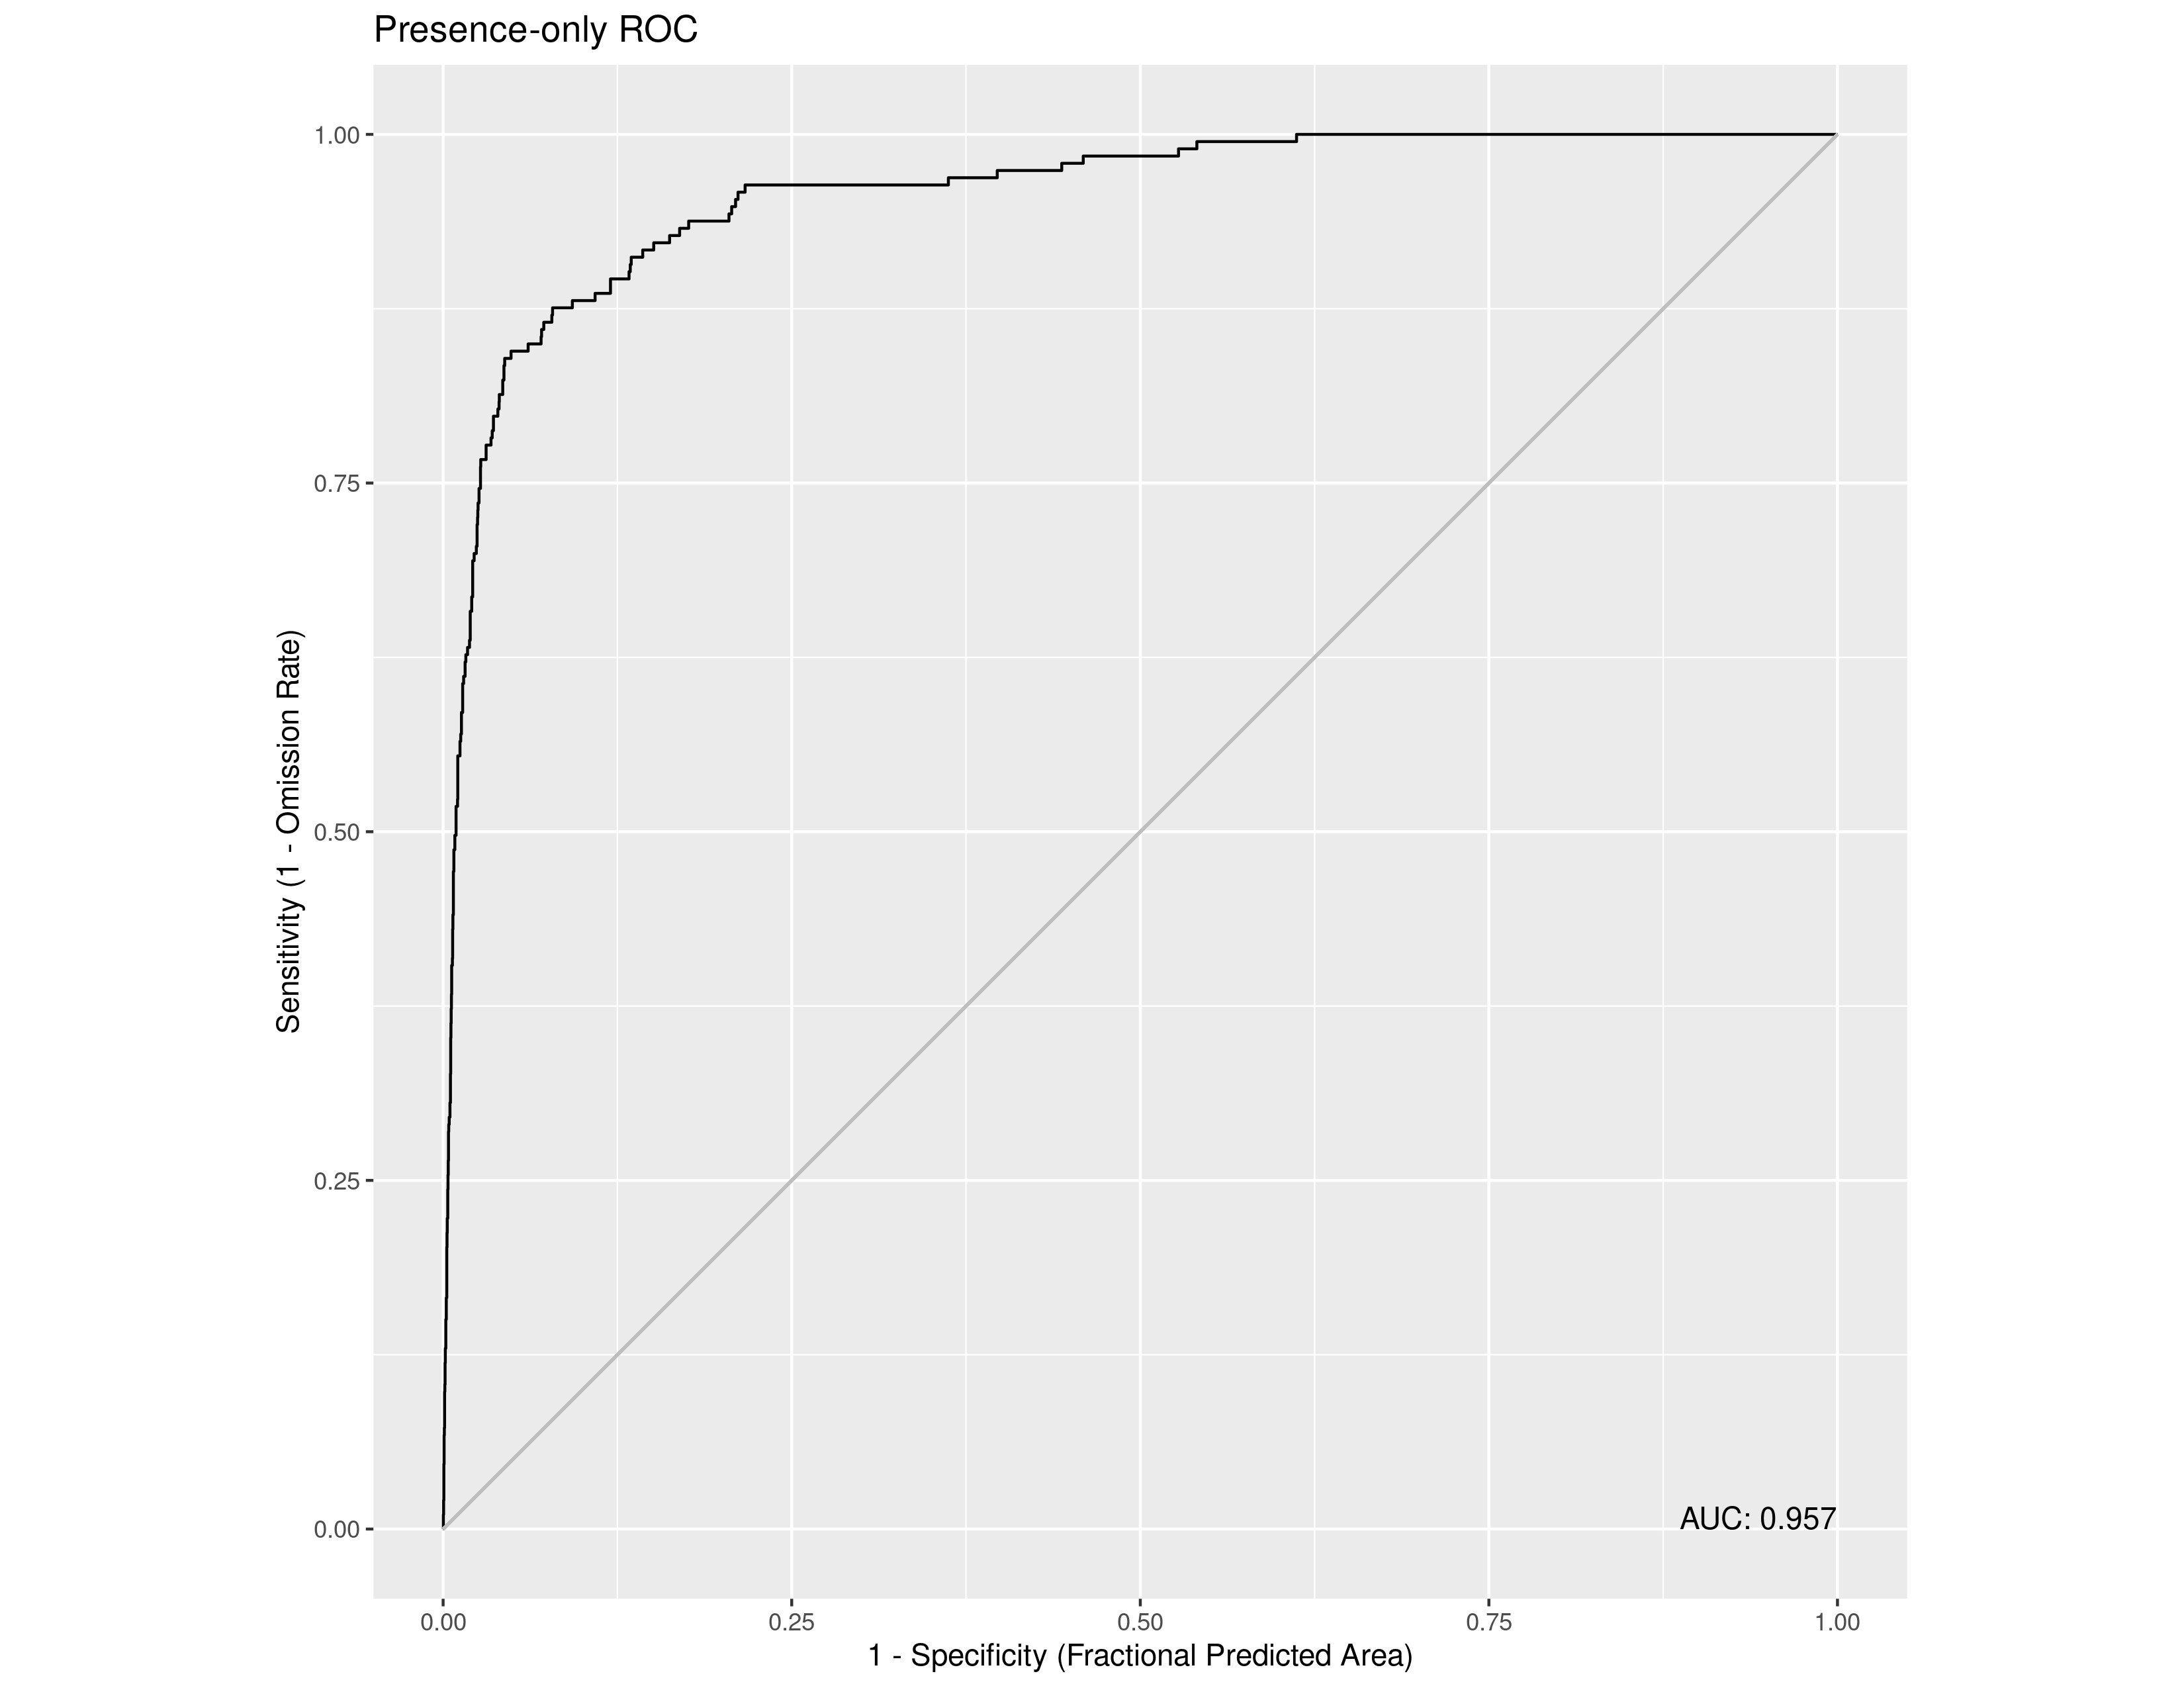 Presence-only ROC
Sensitivity (1 - Omission Rate)
1.00
0.75
0.50
0.25
0.00
AUC: 0.957
0.00 0.25 0.50 0.75 1.00
1 - Specificity (Fractional Predicted Area)